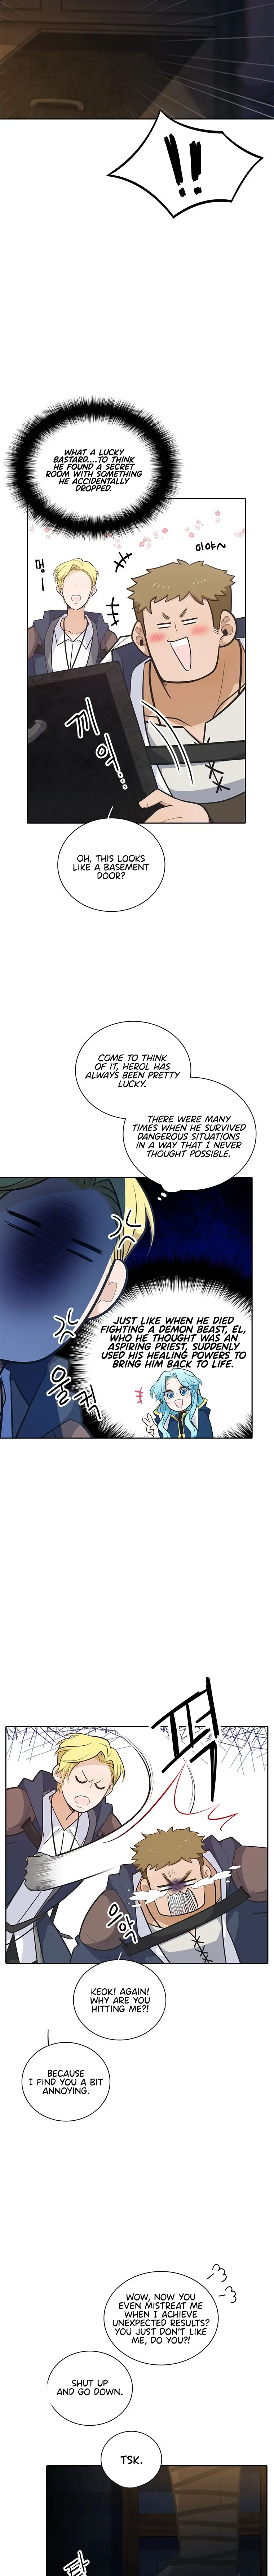 !!
WHAT A LUCKY
BASTARD....TO THINK
HE FOUND A SECRET
ROOM WITH SOMETHING
HE ACCIDENTALLY
DROPPED.
이야~
멍ㅡ
끼
이...
OH, THIS LOOKS
LIKE A BASEMENT
DOOR?
COME TO THINK
OF IT, HEROL HAS
ALWAYS BEEN PRETTY
LUCKY.
THERE WERE MANY
TIMES WHEN HE SURVIVED
DANGEROUS SITUATIONS
IN A WAY THAT I NEVER
THOUGHT POSSIBLE.
JUST LIKE WHEN HE DIED
FIGHTING A DEMON BEAST, EL,
WHO HE THOUGHT WAS AN
ASPIRING PRIEST, SUDDENLY
USED HIS HEALING POWERS TO
BRING HIM BACK TO LIFE.
울
컥
퍽
으악
KEOK! AGAIN!
WHY ARE YOU
HITTING ME?!
BECAUSE
I FIND YOU A BIT
ANNOYING.
WOW, NOW YOU
EVEN MISTREAT ME
WHEN I ACHIEVE
UNEXPECTED RESULTS?
YOU JUST DON'T LIKE
ME, DO YOU?!
SHUT UP
AND GO DOWN.
TSK.